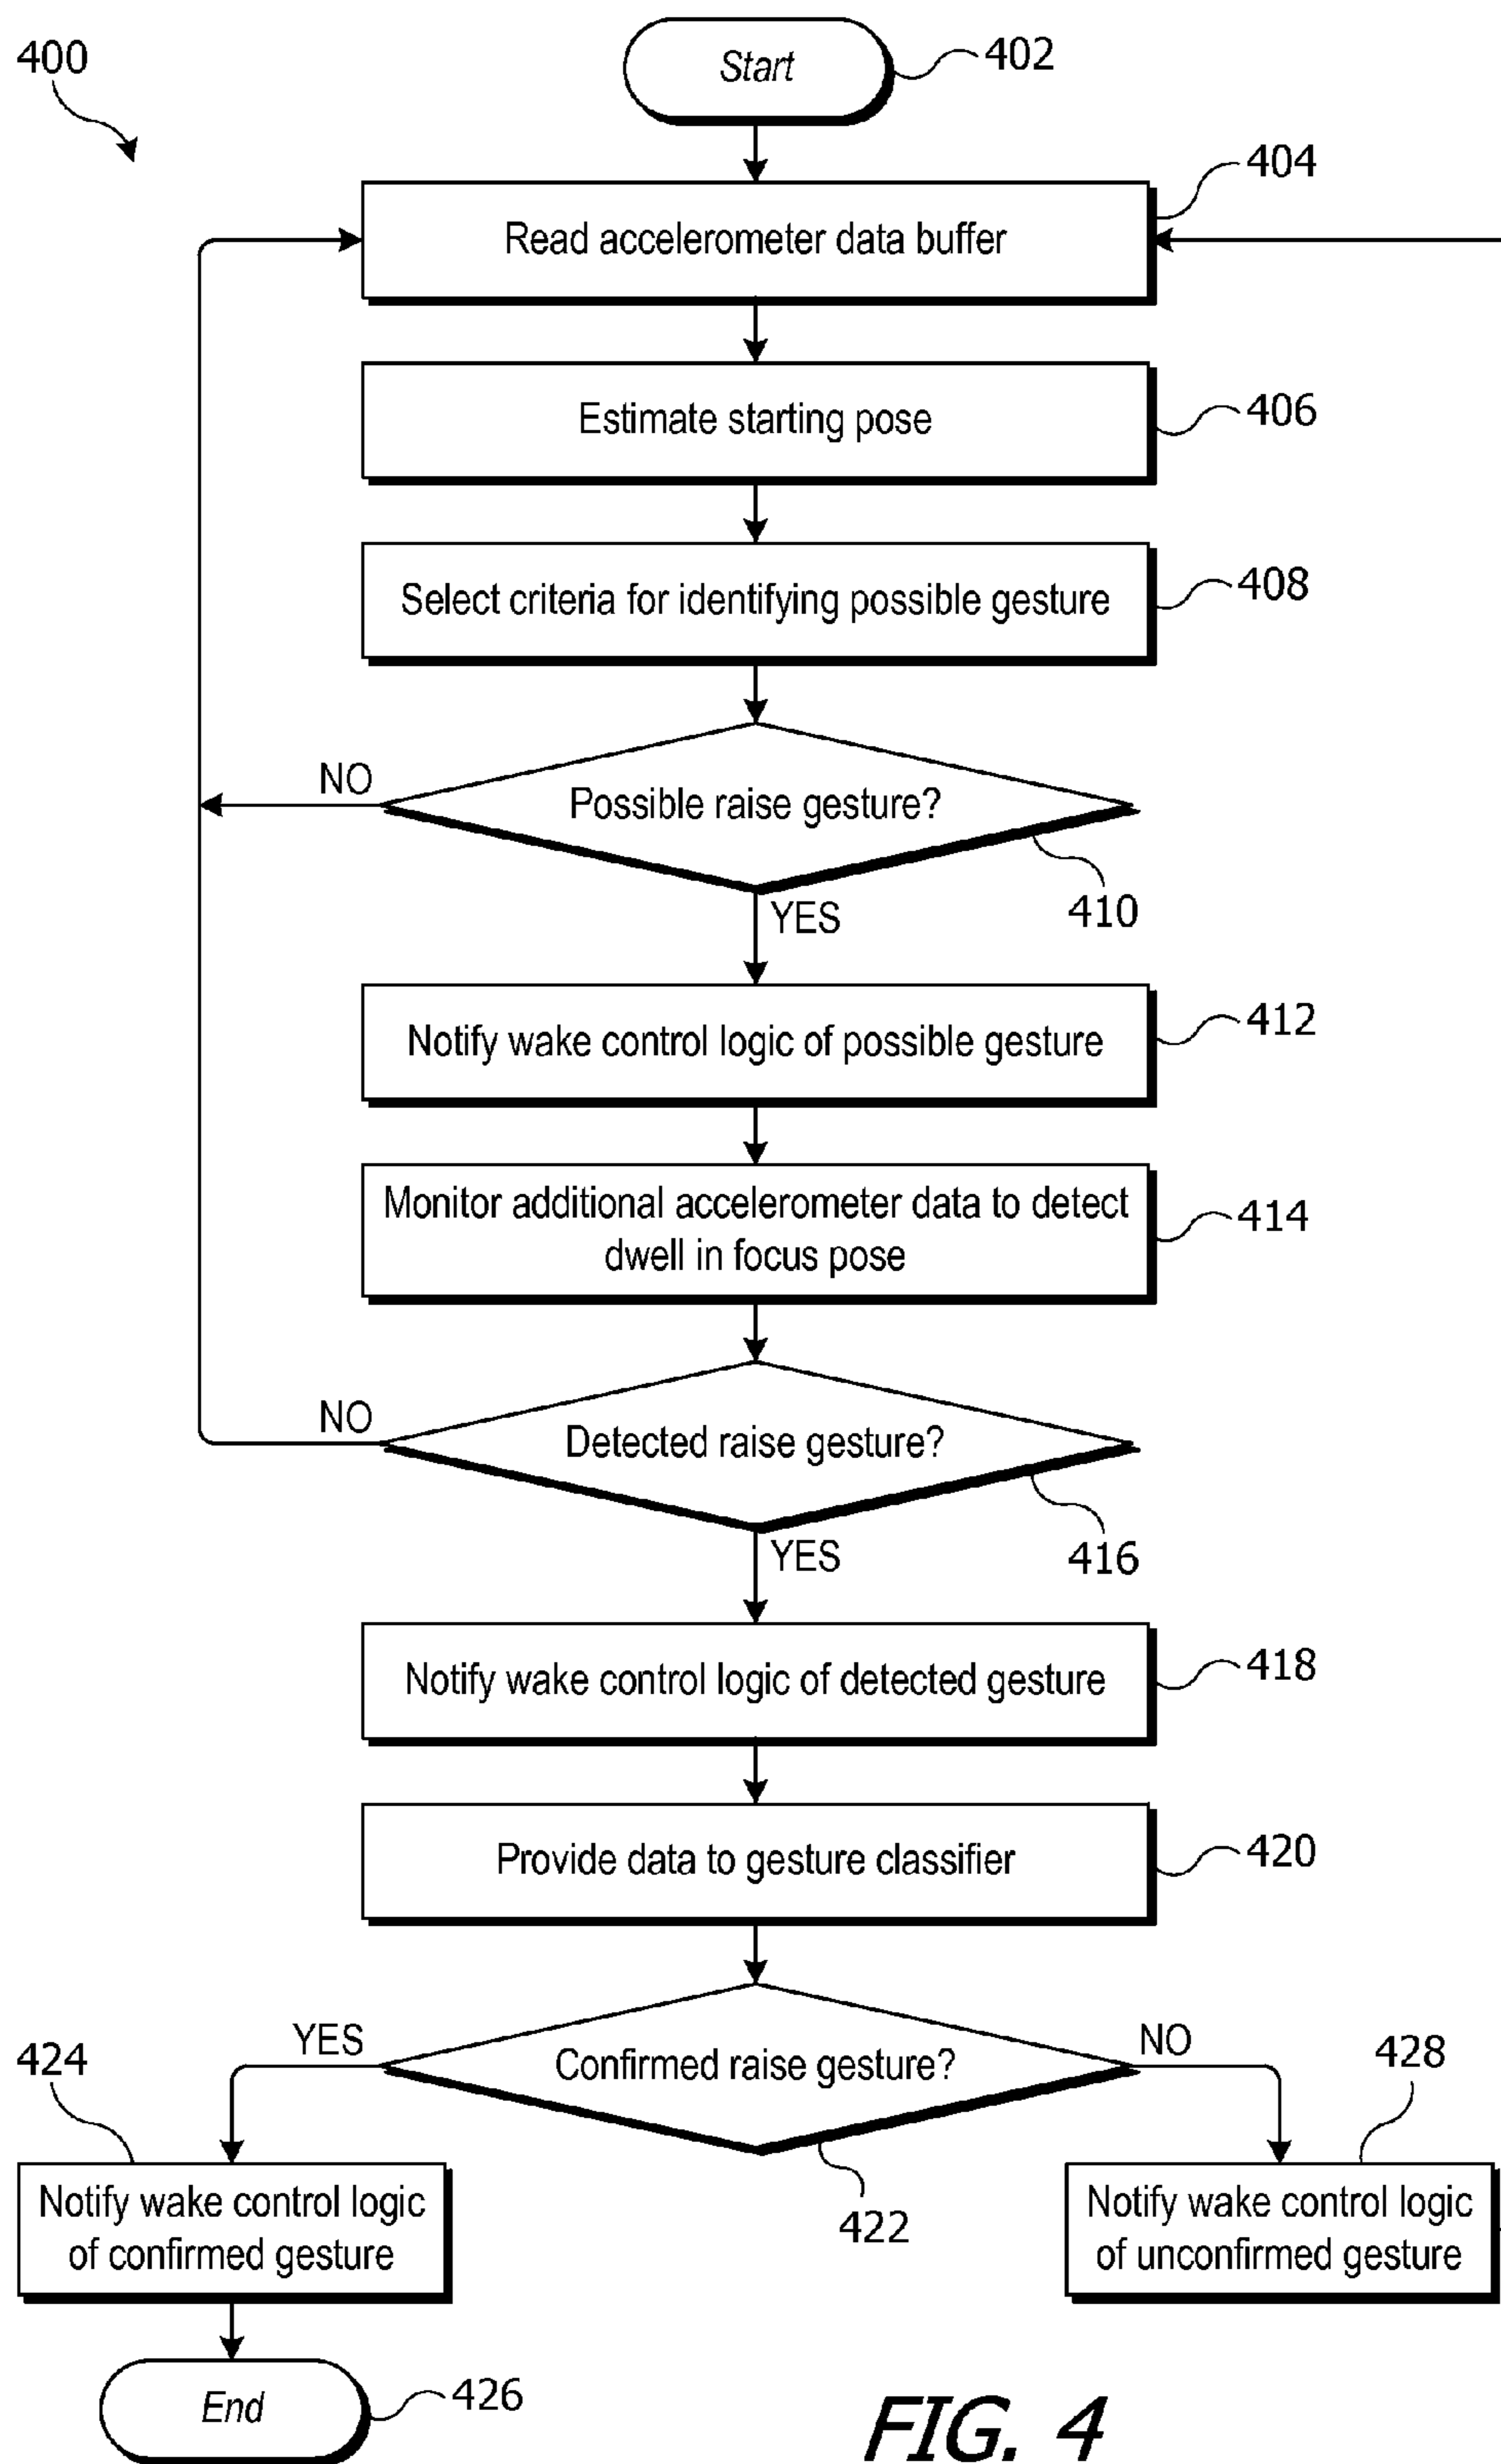 400
Start
402
404
Read accelerometer data buffer
Estimate starting pose
406
Select criteria for identifying possible gesture
408
NO
Possible raise gesture?
410
YES
Notify wake control logic of possible gesture
412
Monitor additional accelerometer data to detect
dwell in focus pose
414
NO
Detected raise gesture?
416
YES
Notify wake control logic of detected gesture
418
Provide data to gesture classifier
420
YES
Confirmed raise gesture?
NO
422
424
Notify wake control logic
of confirmed gesture
428
Notify wake control logic
of unconfirmed gesture
End
426
FIG. 4